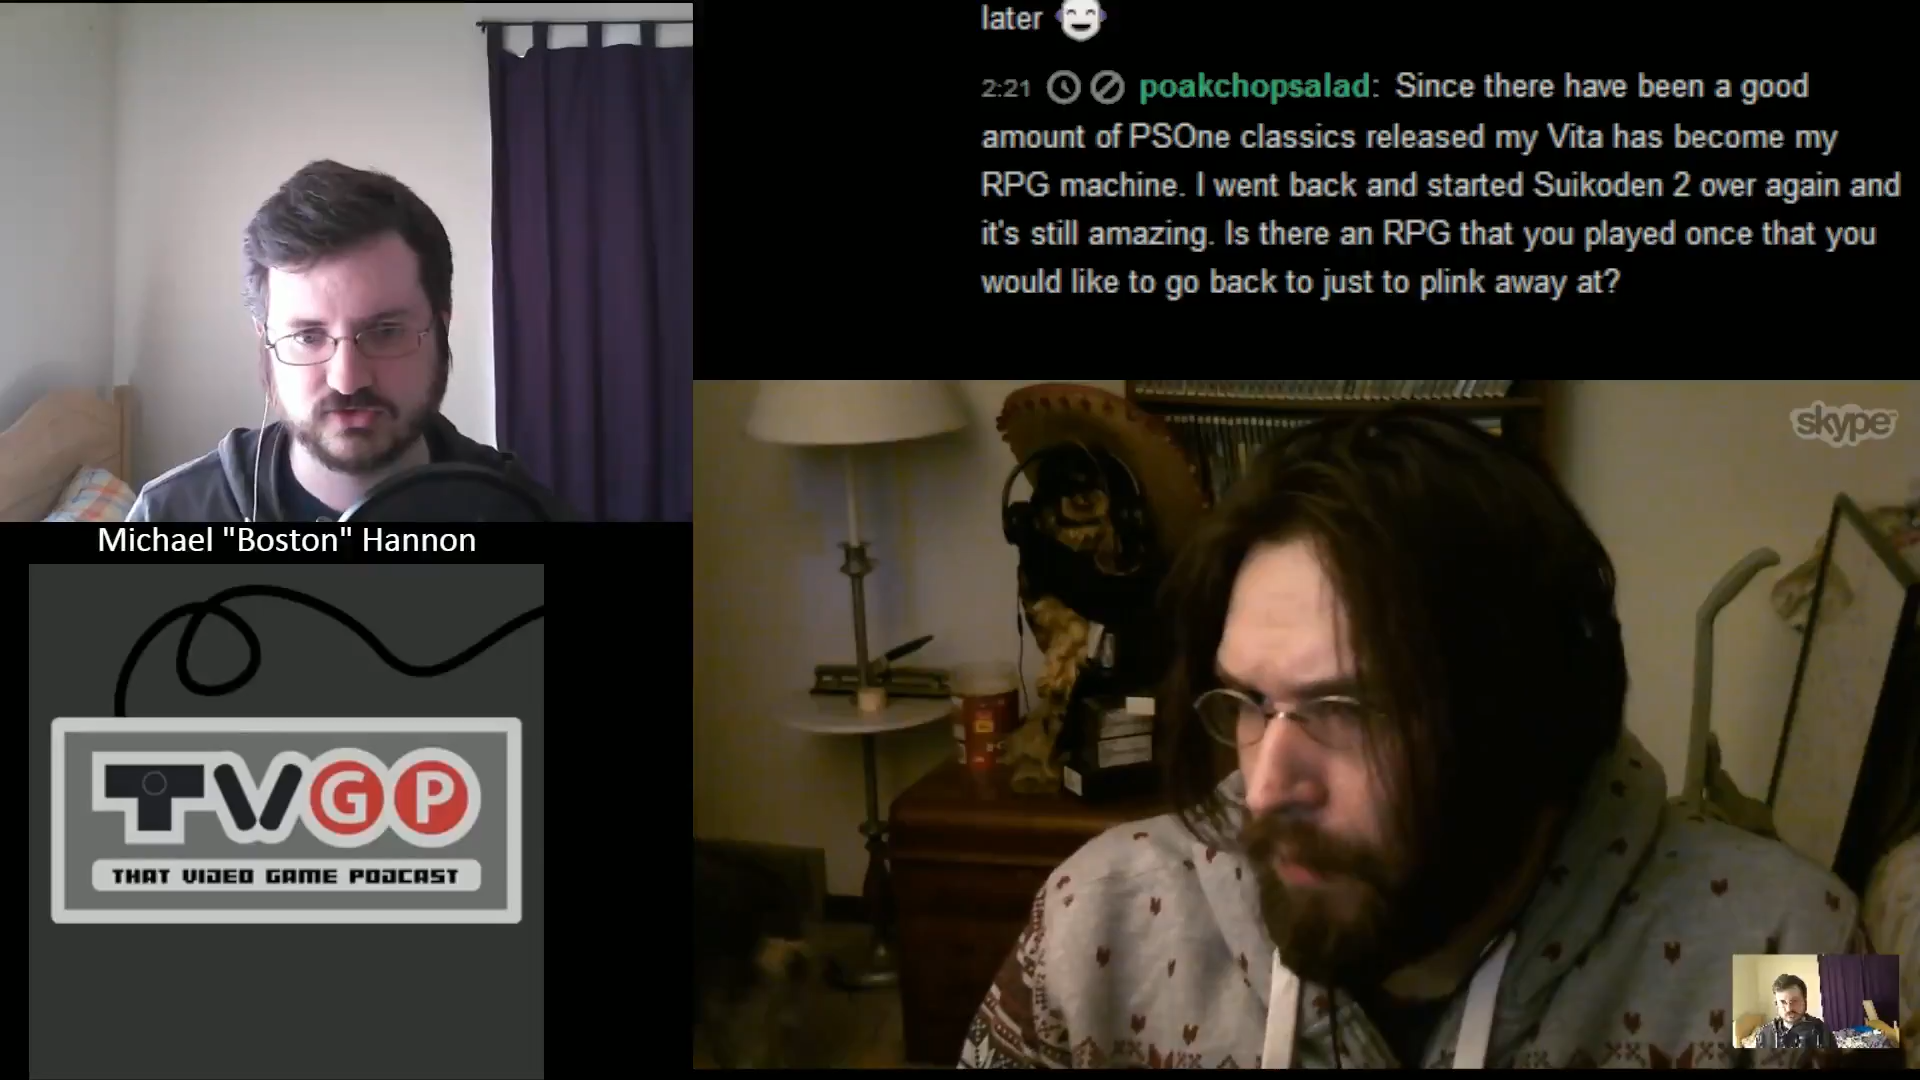 later
2:21 poakchopsalad: Since there have been a good
amount of PSOne classics released my Vita has become my
RPG machine. I went back and started Suikoden 2 over again and
it's still amazing. Is there an RPG that you played once that you
would like to go back to just to plink away at?
skype
Michael "Boston" Hannon
TVGP
THAT VIDEO GAME PODCAST